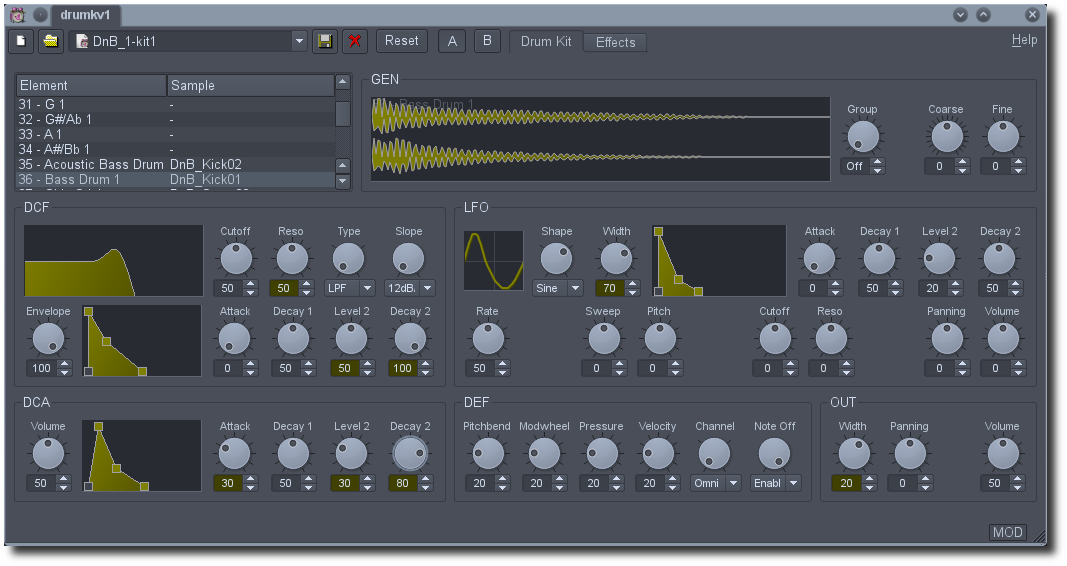 drumkv1
DnB_1-kit1 Reset A B Drum Kit Effects Help
Element Sample
31 - G 1 -
32 - G#/Ab 1 -
33 - A 1 -
34 - A#/Bb 1 -
35 - Acoustic Bass Drum DnB_Kick02
36 - Bass Drum 1 DnB_Kick01
GEN
Bass Drum 1
Group Coarse Fine
Off 0 0
DCF
Cutoff Reso Type Slope
50 50 LPF 12dB
Envelope Attack Decay 1 Level 2 Decay 2
100 0 50 50 100
LFO
Shape Width Attack Decay 1 Level 2 Decay 2
Sine 70 0 50 20 50
Rate Sweep Pitch Cutoff Reso Panning Volume
50 0 0 0 0 0 0
DCA
Volume Attack Decay 1 Level 2 Decay 2
50 30 50 30 80
DEF
Pitchbend Modwheel Pressure Velocity Channel Note Off
20 20 20 20 Omni Enabl
OUT
Width Panning Volume
20 0 50
MOD